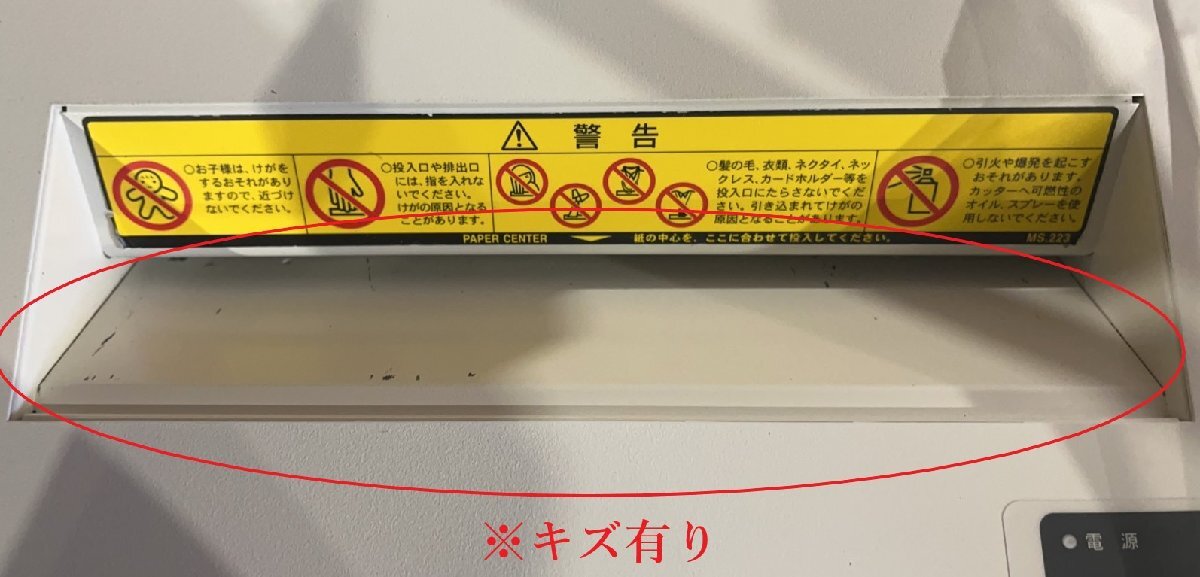 ⚠ 警告
○お子様は、けがを
するおそれがあり
ますので、近づけ
ないでください。
○投入口や排出口
には、指を入れな
いでください。
けがの原因となる
ことがあります。
○髪の毛、衣類、ネクタイ、ネッ
クレス、カードホルダー等を
投入口にたらさないでくだ
さい。引き込まれてけがの
原因となることがあります。
○引火や爆発を起こす
おそれがあります。
カッターへ可燃性の
オイル、スプレーを使
用しないでください。
PAPER CENTER 紙の中心を、ここに合わせて投入してください。 MS.223
※キズ有り
電源